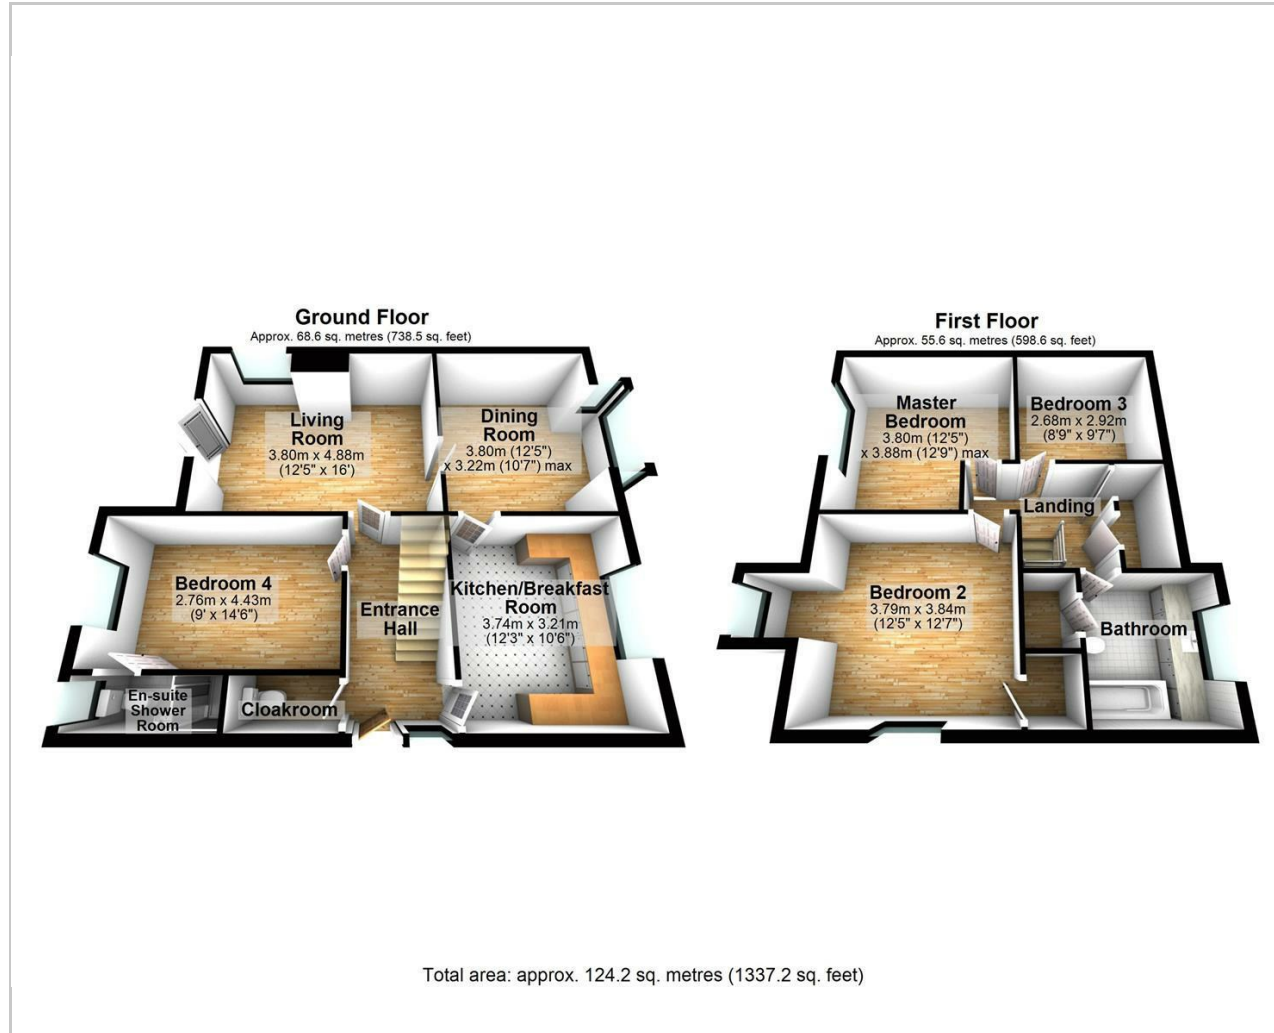 Ground Floor
Approx. 68.6 sq. metres (738.5 sq. feet)
Living
Room
3.80m x 4.88m
(12'5" x 16')
Dining
Room
3.80m (12'5")
x 3.22m (10'7") max
Bedroom 4
2.76m x 4.43m
(9' x 14'6")
Entrance
Hall
Kitchen/Breakfast
Room
3.74m x 3.21m
(12'3" x 10'6")
En-suite
Shower
Room
Cloakroom
First Floor
Approx. 55.6 sq. metres (598.6 sq. feet)
Master
Bedroom
3.80m (12'5")
x 3.88m (12'9") max
Bedroom 3
2.68m x 2.92m
(8'9" x 9'7")
Landing
Bedroom 2
3.79m x 3.84m
(12'5" x 12'7")
Bathroom
Total area: approx. 124.2 sq. metres (1337.2 sq. feet)